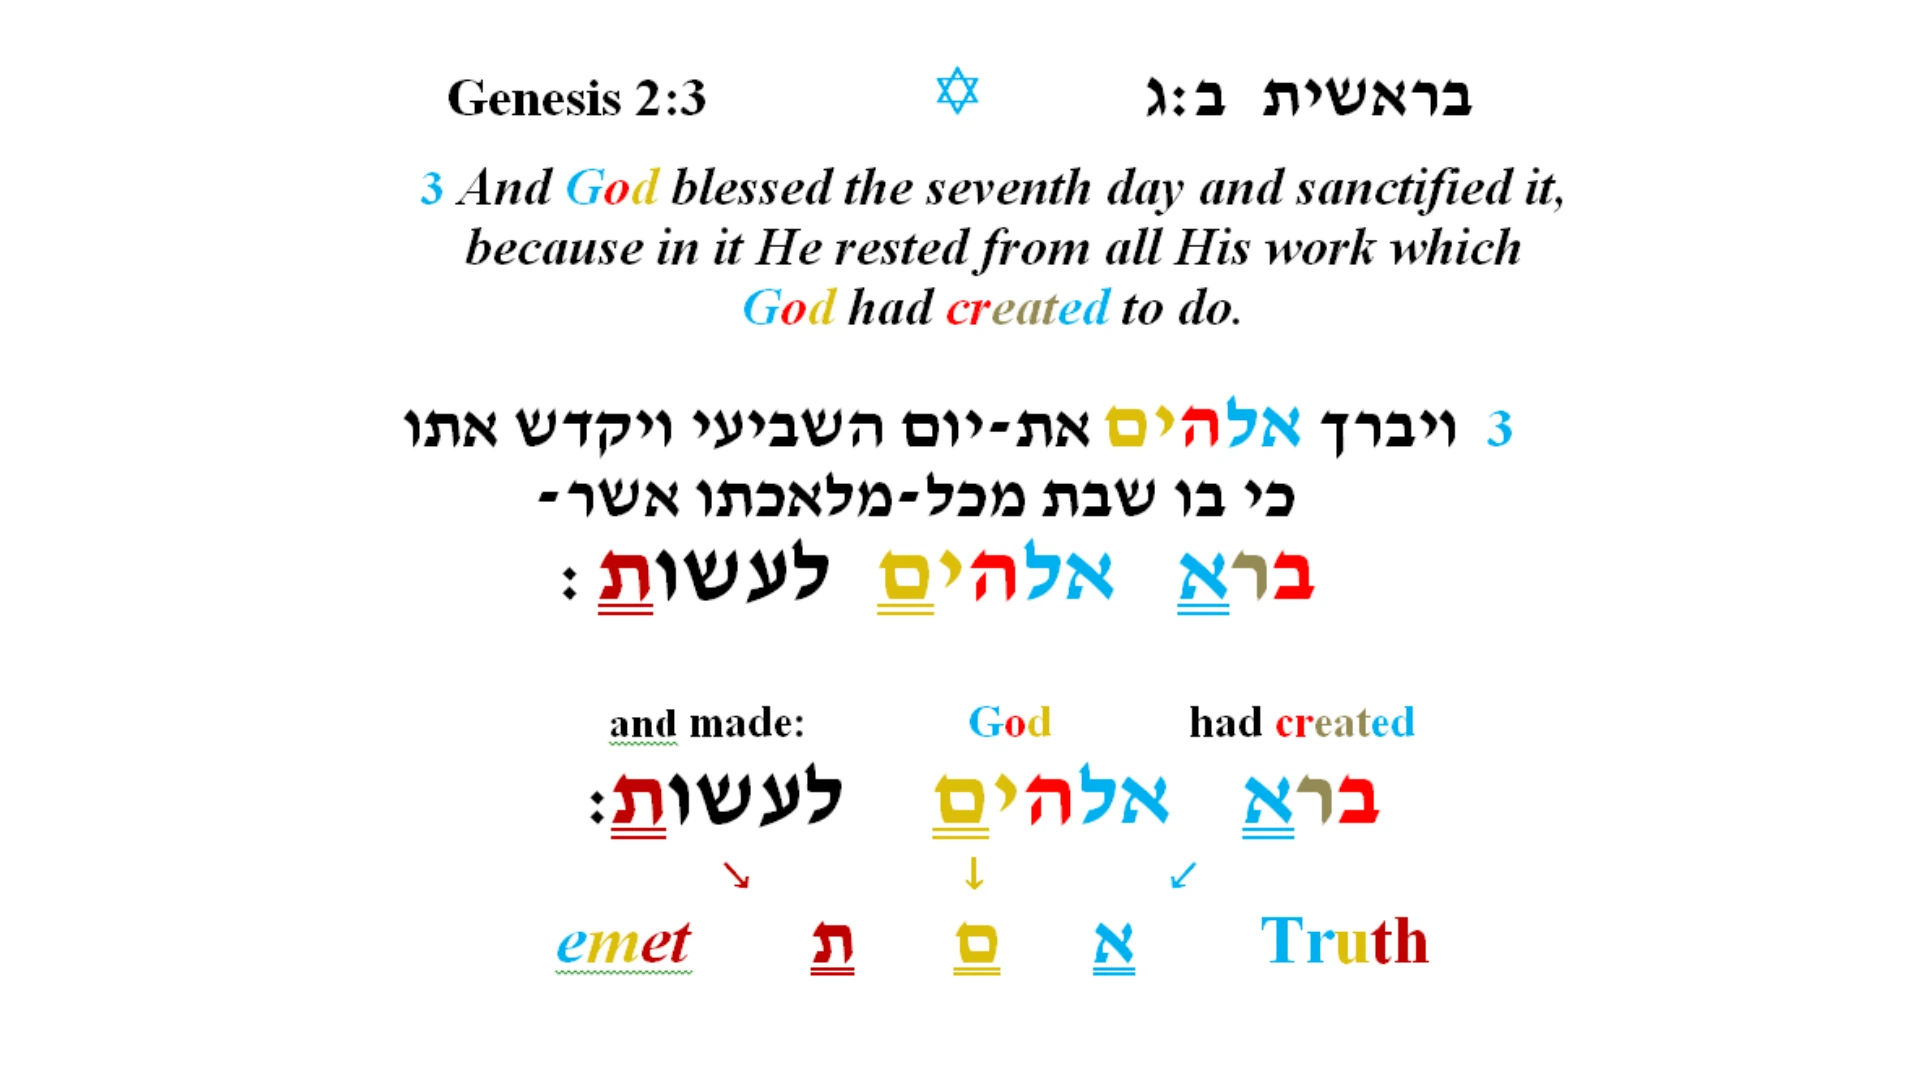 Genesis 2:3 ✡ בראשית ב:ג
3 And God blessed the seventh day and sanctified it,
because in it He rested from all His work which
God had created to do.
3 ויברך אלהים את-יום השביעי ויקדש אתו
כי בו שבת מכל-מלאכתו אשר-
ברא אלהים לעשות :
and made: God had created
ברא אלהים לעשות:
↘ ↓ ↙
emet ת ם א Truth